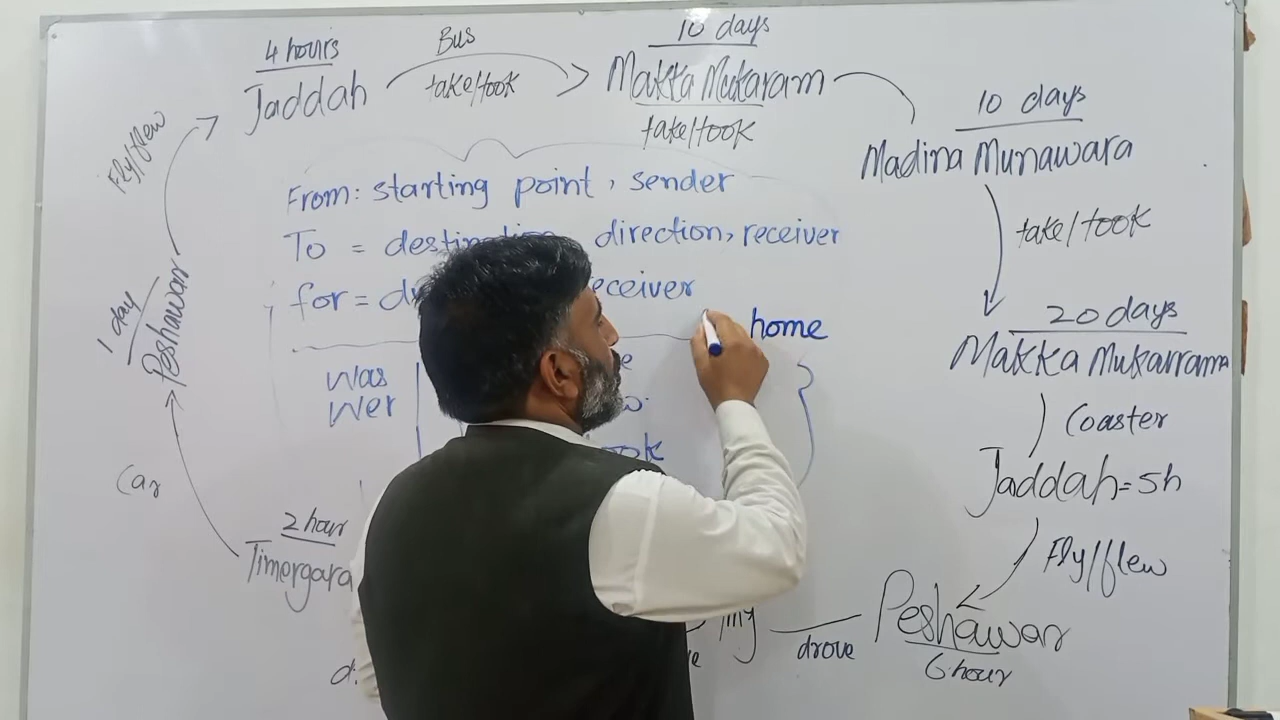 4 hours
Jaddah
Bus
take/took
10 days
Makka Mukaram
take/took
10 days
Madina Munawara
take/took
20 days
Makka Mukarrama
Coaster
Jaddah=5h
Fly/flew
Peshawar
6 hour
drove
Fly/flew
1 day
Peshawar
Car
2 hour
Timergara
From: starting point, sender
To = direction, receiver
for =
home
was
wer